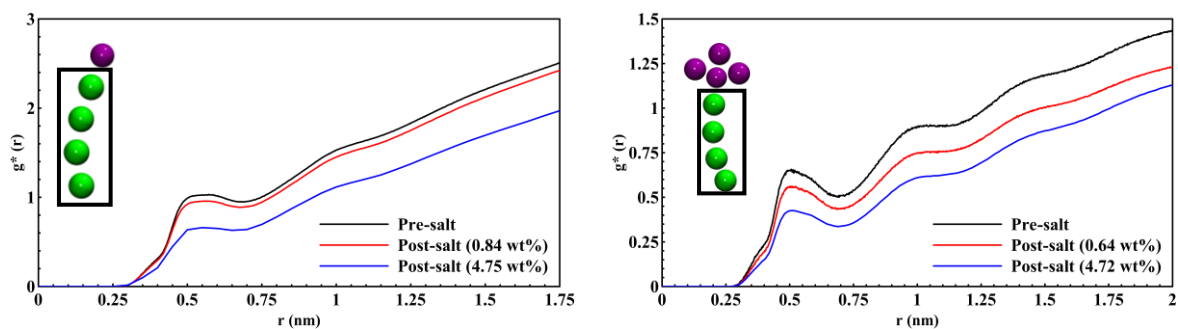 3
2
1
0
g* (r)
Pre-salt
Post-salt (0.84 wt%)
Post-salt (4.75 wt%)
0 0.25 0.5 0.75 1 1.25 1.5 1.75
r (nm)
1.5
1.25
1
0.75
0.5
0.25
0
g* (r)
Pre-salt
Post-salt (0.64 wt%)
Post-salt (4.72 wt%)
0 0.25 0.5 0.75 1 1.25 1.5 1.75 2
r (nm)